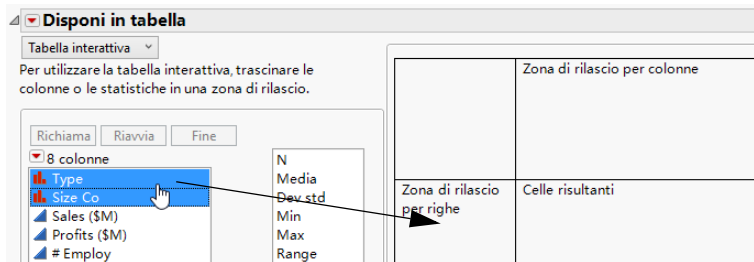 Disponi in tabella
Tabella interattiva
Per utilizzare la tabella interattiva, trascinare le
colonne o le statistiche in una zona di rilascio.
Richiama Riavvia Fine
8 colonne
Type
Size Co
Sales ($M)
Profits ($M)
# Employ
N
Media
Dev std
Min
Max
Range
Zona di rilascio per colonne
Zona di rilascio
per righe
Celle risultanti